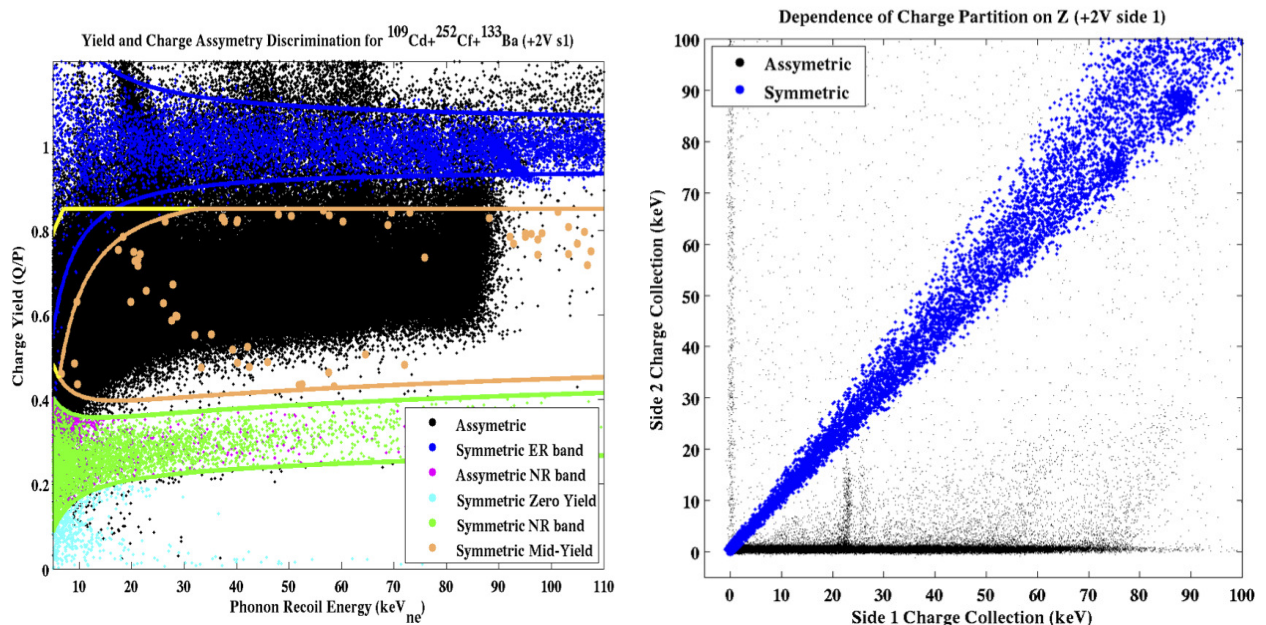 Yield and Charge Assymetry Discrimination for ¹⁰⁹Cd+²⁵²Cf+¹³³Ba (+2V s1)
Charge Yield (Q/P)
1
0.8
0.6
0.4
0.2
0
Assymetric
Symmetric ER band
Assymetric NR band
Symmetric Zero Yield
Symmetric NR band
Symmetric Mid-Yield
10 20 30 40 50 60 70 80 90 100 110
Phonon Recoil Energy (keV_ne)
Dependence of Charge Partition on Z (+2V side 1)
Side 2 Charge Collection (keV)
100
90
80
70
60
50
40
30
20
10
0
Assymetric
Symmetric
0 10 20 30 40 50 60 70 80 90 100
Side 1 Charge Collection (keV)